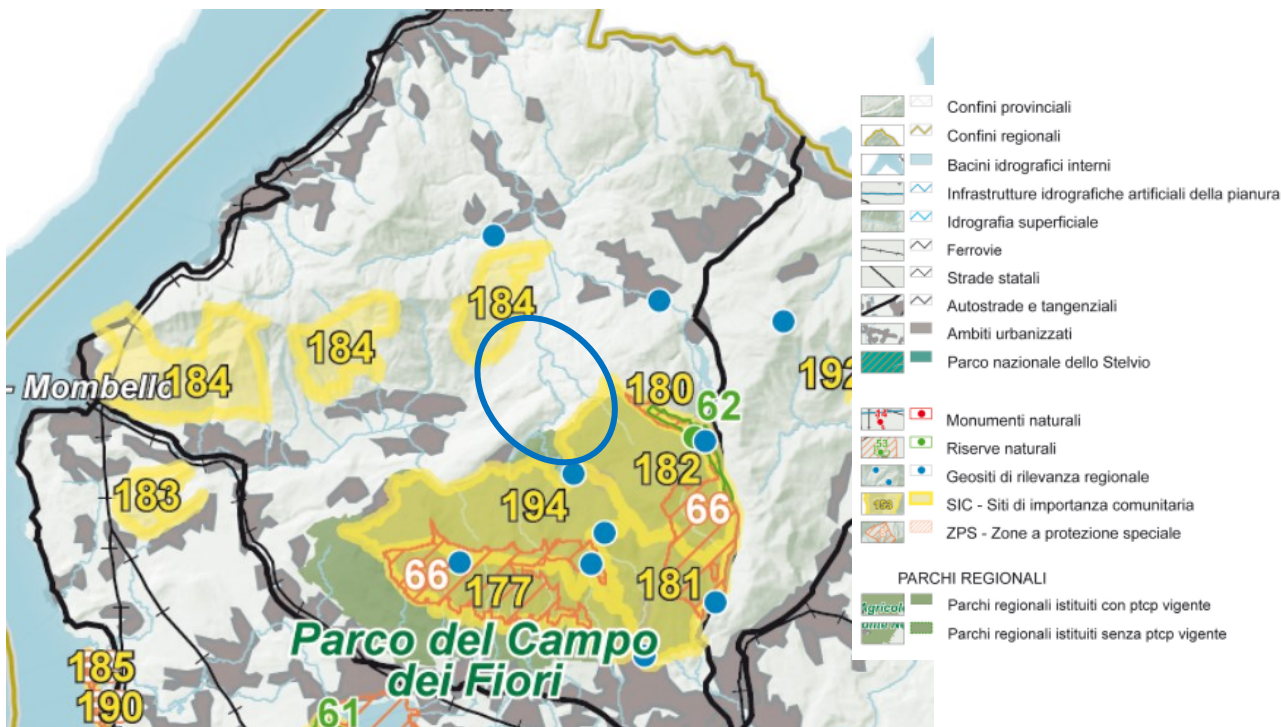 184
184
184
- Mombello
180
62
192
183
182
194
66
66
177
181
Parco del Campo
dei Fiori
185
190
61
Confini provinciali
Confini regionali
Bacini idrografici interni
Infrastrutture idrografiche artificiali della pianura
Idrografia superficiale
Ferrovie
Strade statali
Autostrade e tangenziali
Ambiti urbanizzati
Parco nazionale dello Stelvio
Monumenti naturali
53
Riserve naturali
Geositi di rilevanza regionale
SIC - Siti di importanza comunitaria
ZPS - Zone a protezione speciale
PARCHI REGIONALI
Agricol
Parchi regionali istituiti con ptcp vigente
Parchi regionali istituiti senza ptcp vigente